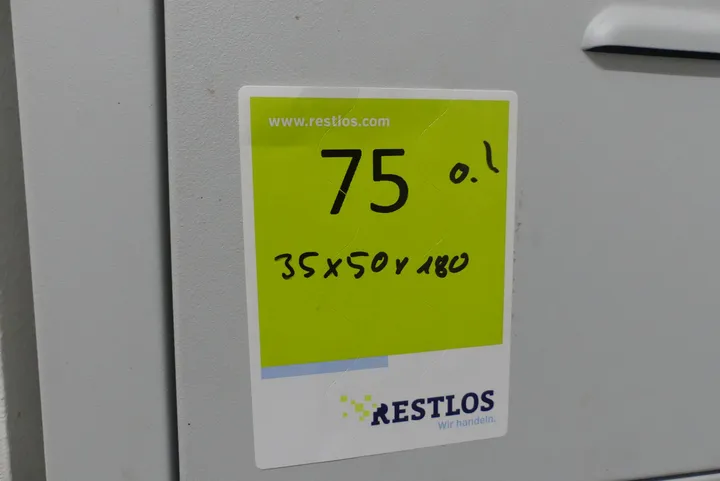 www.restlos.com
75 o.l
35x50x180
RESTLOS
Wir handeln.